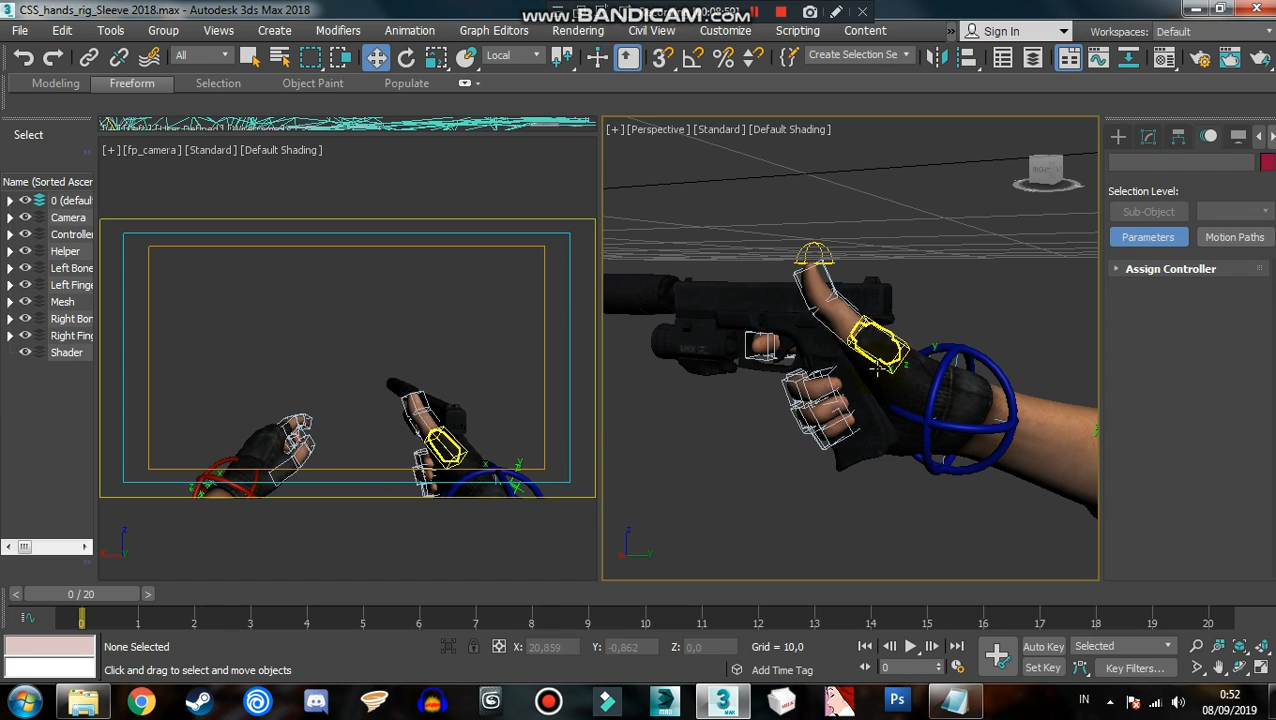 CSS_hands_rig_Sleeve 2018.max - Autodesk 3ds Max 2018
www.BANDICAM.com
File Edit Tools Group Views Create Modifiers Animation Graph Editors Rendering Civil View Customize Scripting Content
Sign In Workspaces: Default
All Local Create Selection Se
Modeling Freeform Selection Object Paint Populate
Select
[+] [fp_camera] [Standard] [Default Shading]
[+] [Perspective] [Standard] [Default Shading]
Name (Sorted Ascer
0 (defau
Camera
Controlle
Helper
Left Bone
Left Finge
Mesh
Right Bor
Right Fing
Shader
x y z
Selection Level:
Sub-Object
Parameters Motion Paths
Assign Controller
0 / 20
0 1 2 3 4 5 6 7 8 9 10 11 12 13 14 15 16 17 18 19 20
None Selected X: 20,859 Y: -0,862 Z: 0,0 Grid = 10,0
Click and drag to select and move objects Add Time Tag
Auto Key Selected
0 Set Key Key Filters...
IN 0:52
08/09/2019